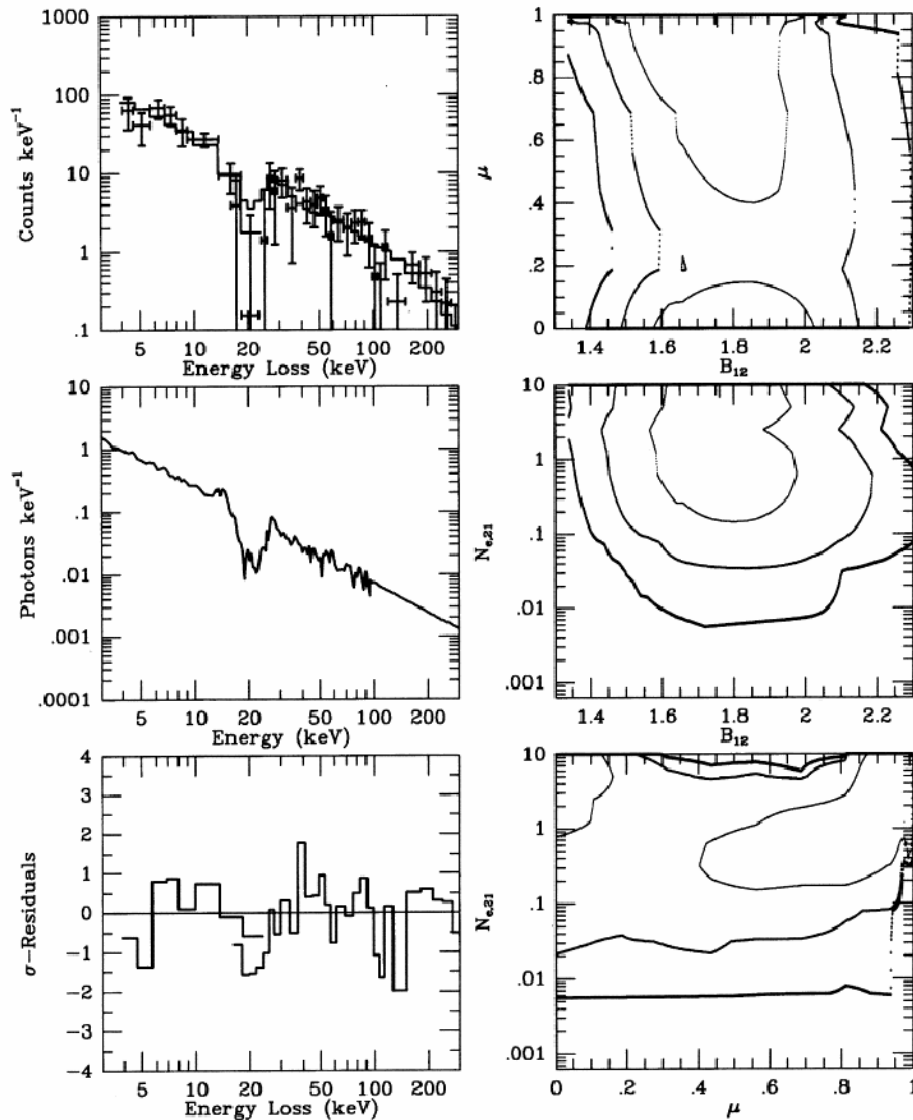 1000
100
10
1
.1
Counts keV⁻¹
5 10 20 50 100 200
Energy Loss (keV)
1
.8
.6
.4
.2
0
μ
1.4 1.6 1.8 2 2.2
B₁₂
10
1
0.1
.01
.001
.0001
Photons keV⁻¹
5 10 20 50 100 200
Energy (keV)
10
1
.1
.01
.001
Nₑ,₂₁
1.4 1.6 1.8 2 2.2
B₁₂
4
3
2
1
0
−1
−2
−3
−4
σ−Residuals
5 10 20 50 100 200
Energy Loss (keV)
10
1
.1
.01
.001
Nₑ,₂₁
0 .2 .4 .6 .8 1
μ